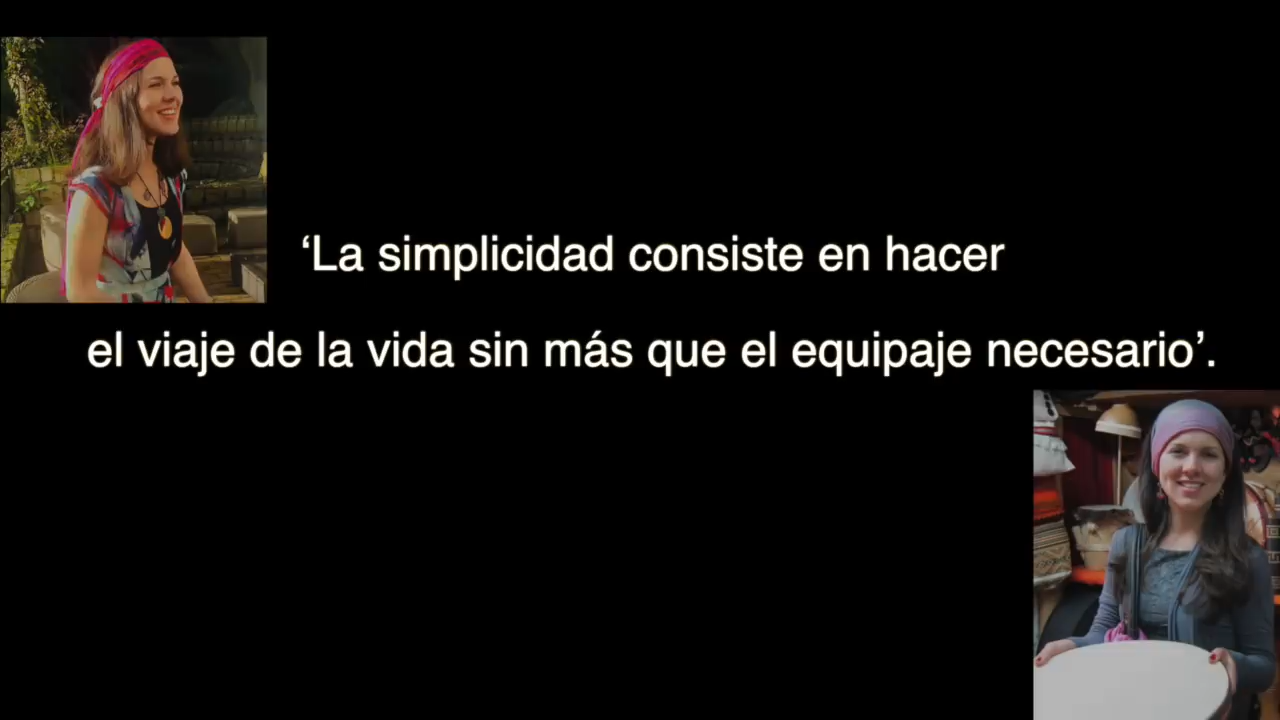 ‘La simplicidad consiste en hacer
el viaje de la vida sin más que el equipaje necesario’.